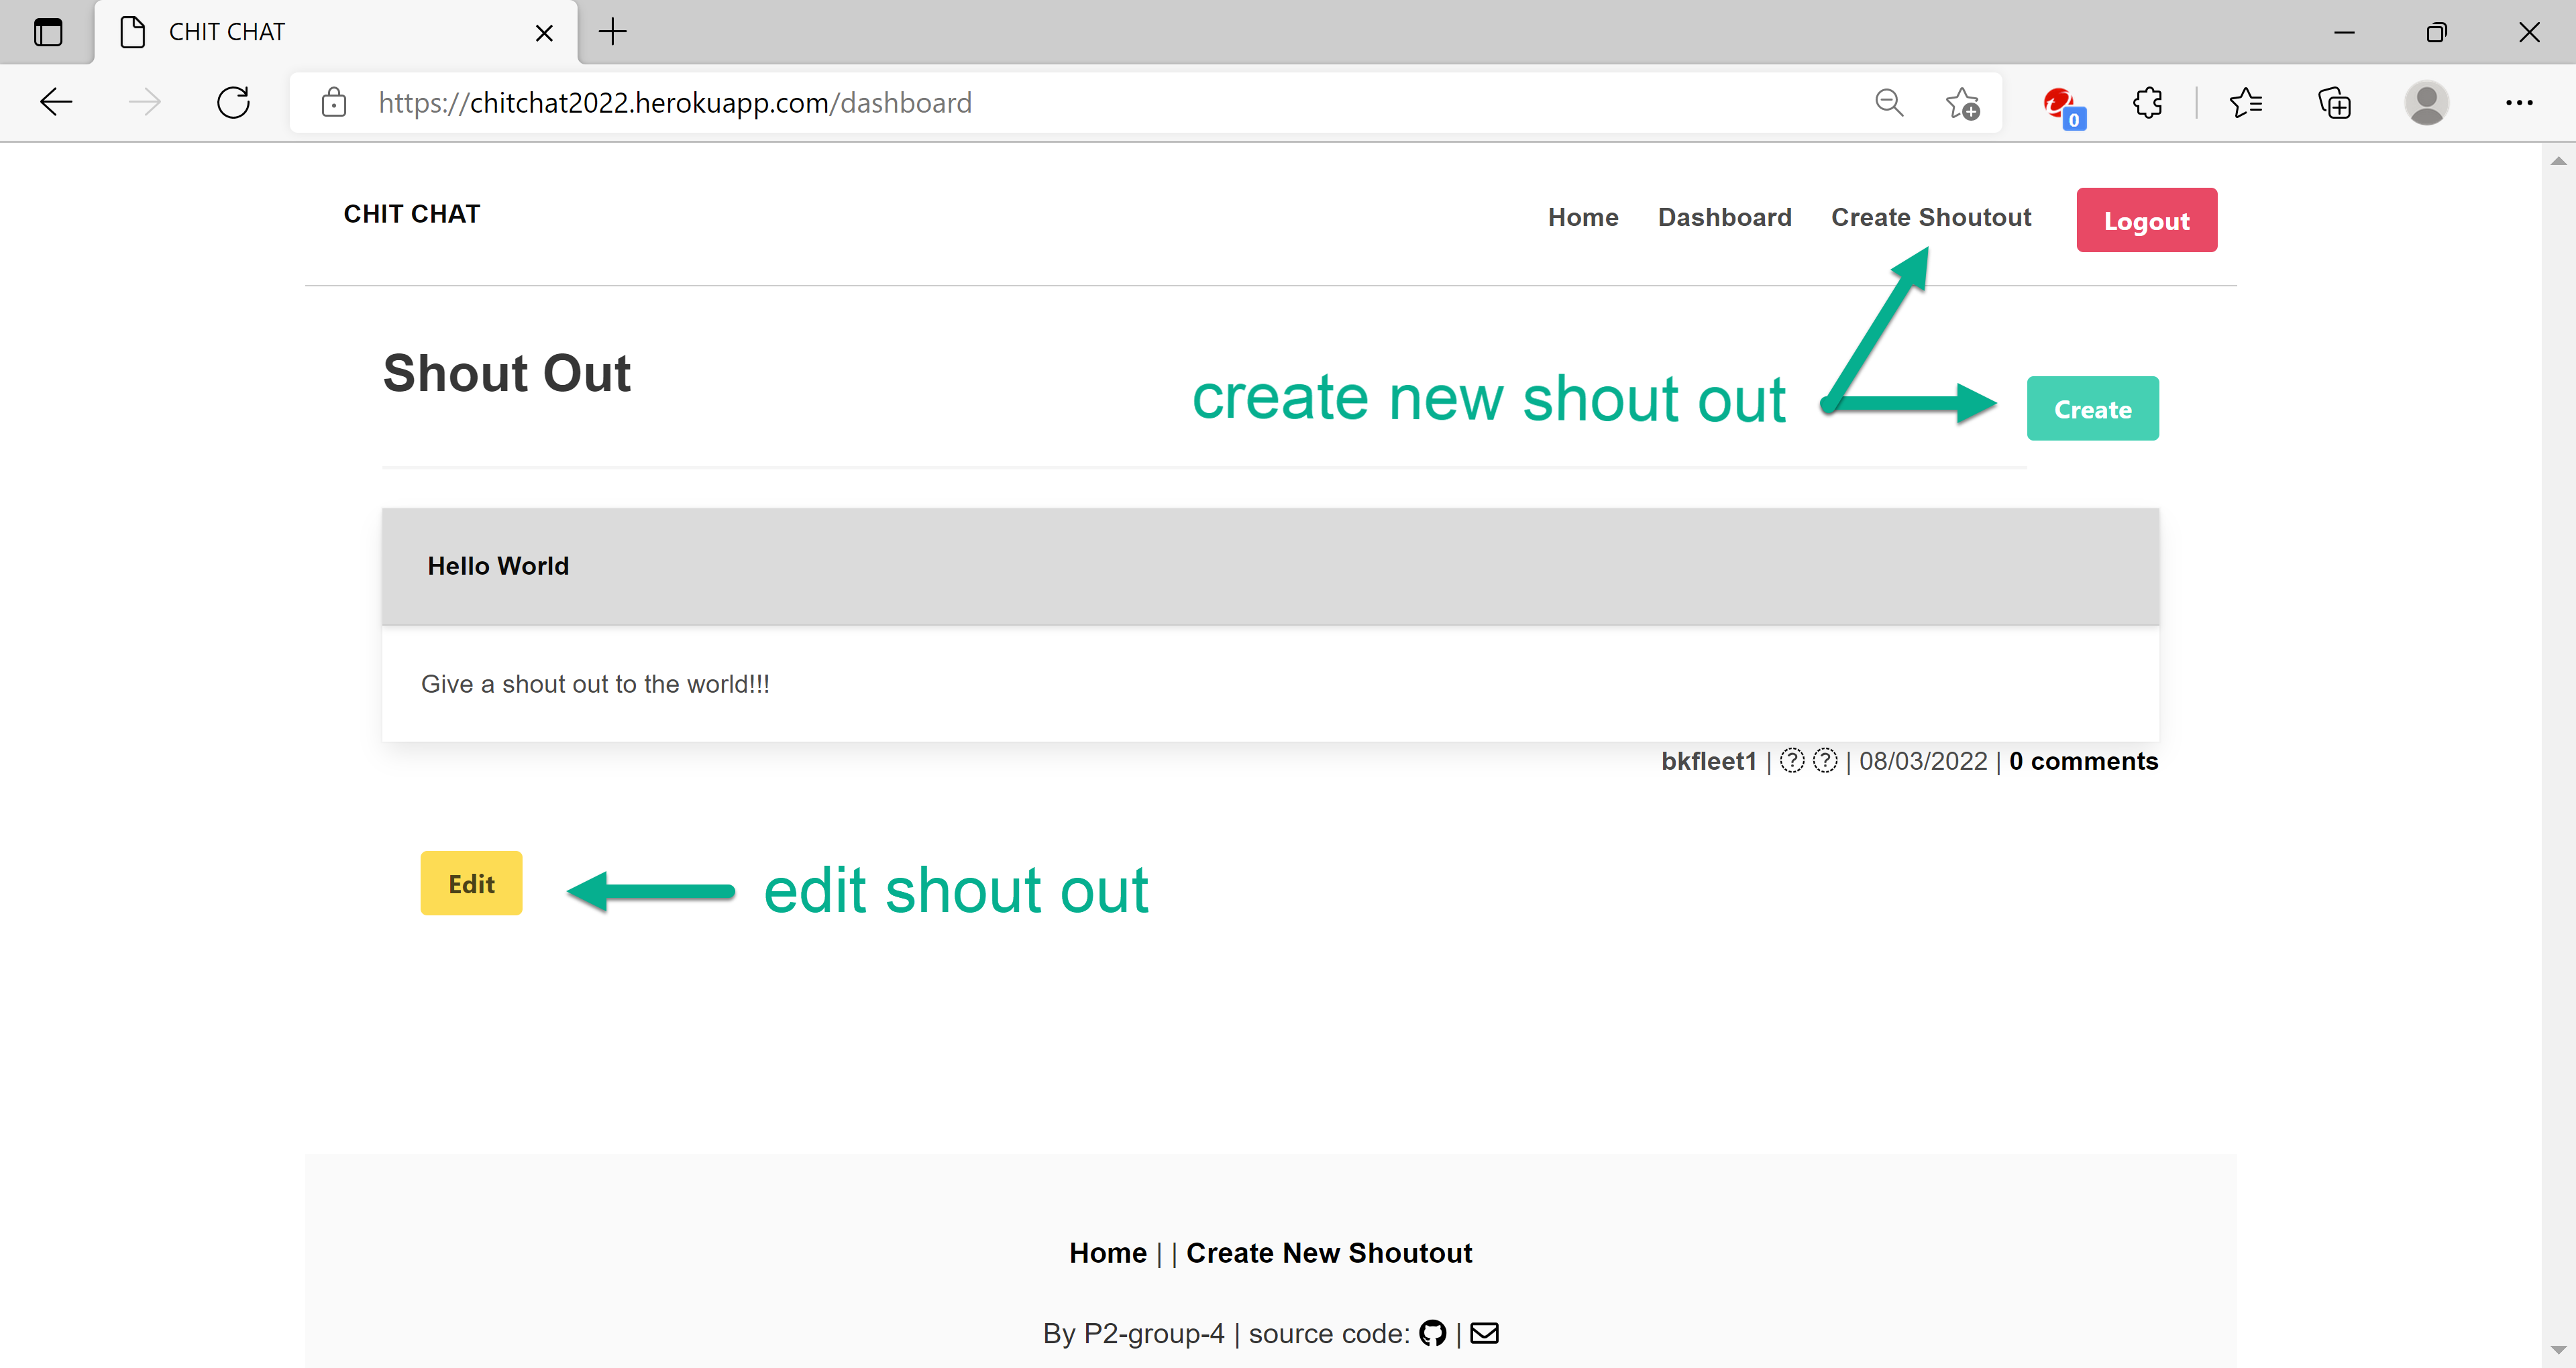 CHIT CHAT
https://chitchat2022.herokuapp.com/dashboard
0
CHIT CHAT
Home Dashboard Create Shoutout Logout
Shout Out
create new shout out
Create
Hello World
Give a shout out to the world!!!
bkfleet1 | ? ? | 08/03/2022 | 0 comments
Edit
edit shout out
Home | | Create New Shoutout
By P2-group-4 | source code: |